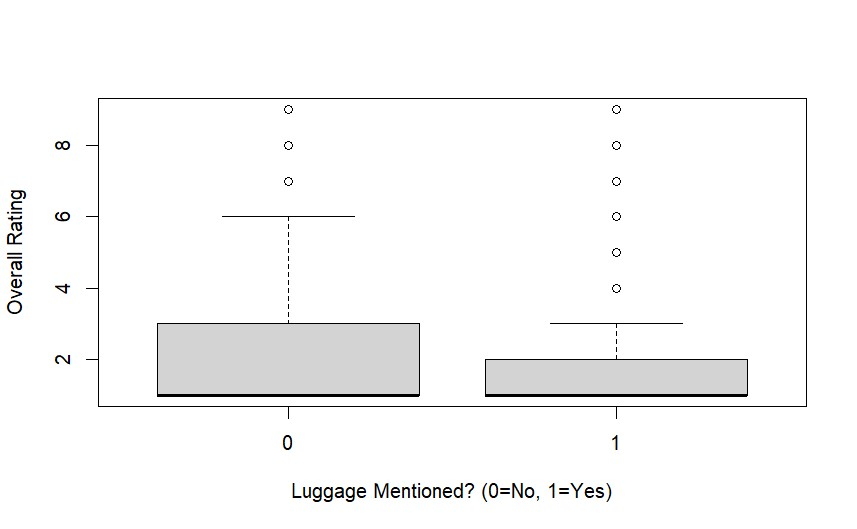 Overall Rating
8
6
4
2
0 1
Luggage Mentioned? (0=No, 1=Yes)